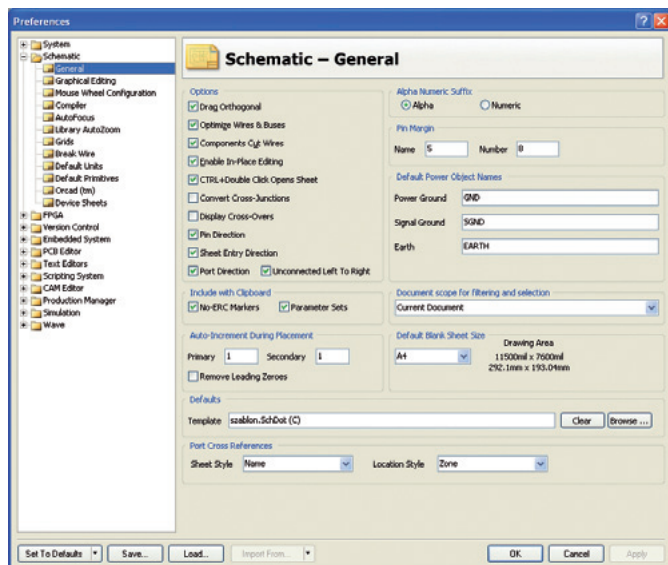 Preferences
System
Schematic
General
Graphical Editing
Mouse Wheel Configuration
Compiler
AutoFocus
Library AutoZoom
Grids
Break Wire
Default Units
Default Primitives
Orcad (tm)
Device Sheets
FPGA
Version Control
Embedded System
PCB Editor
Text Editors
Scripting System
CAM Editor
Production Manager
Simulation
Wave
Schematic – General
Options
Drag Orthogonal
Optimize Wires & Buses
Components Cut Wires
Enable In-Place Editing
CTRL+Double Click Opens Sheet
Convert Cross-Junctions
Display Cross-Overs
Pin Direction
Sheet Entry Direction
Port Direction Unconnected Left To Right
Alpha Numeric Suffix
Alpha Numeric
Pin Margin
Name 5 Number 8
Default Power Object Names
Power Ground GND
Signal Ground SGND
Earth EARTH
Include with Clipboard
No-ERC Markers Parameter Sets
Document scope for filtering and selection
Current Document
Auto-Increment During Placement
Primary 1 Secondary 1
Remove Leading Zeroes
Default Blank Sheet Size
A4
Drawing Area
11500mil x 7600mil
292.1mm x 193.04mm
Defaults
Template szablon.SchDot (C) Clear Browse ...
Port Cross References
Sheet Style Name Location Style Zone
Set To Defaults Save... Load... Import From... OK Cancel Apply